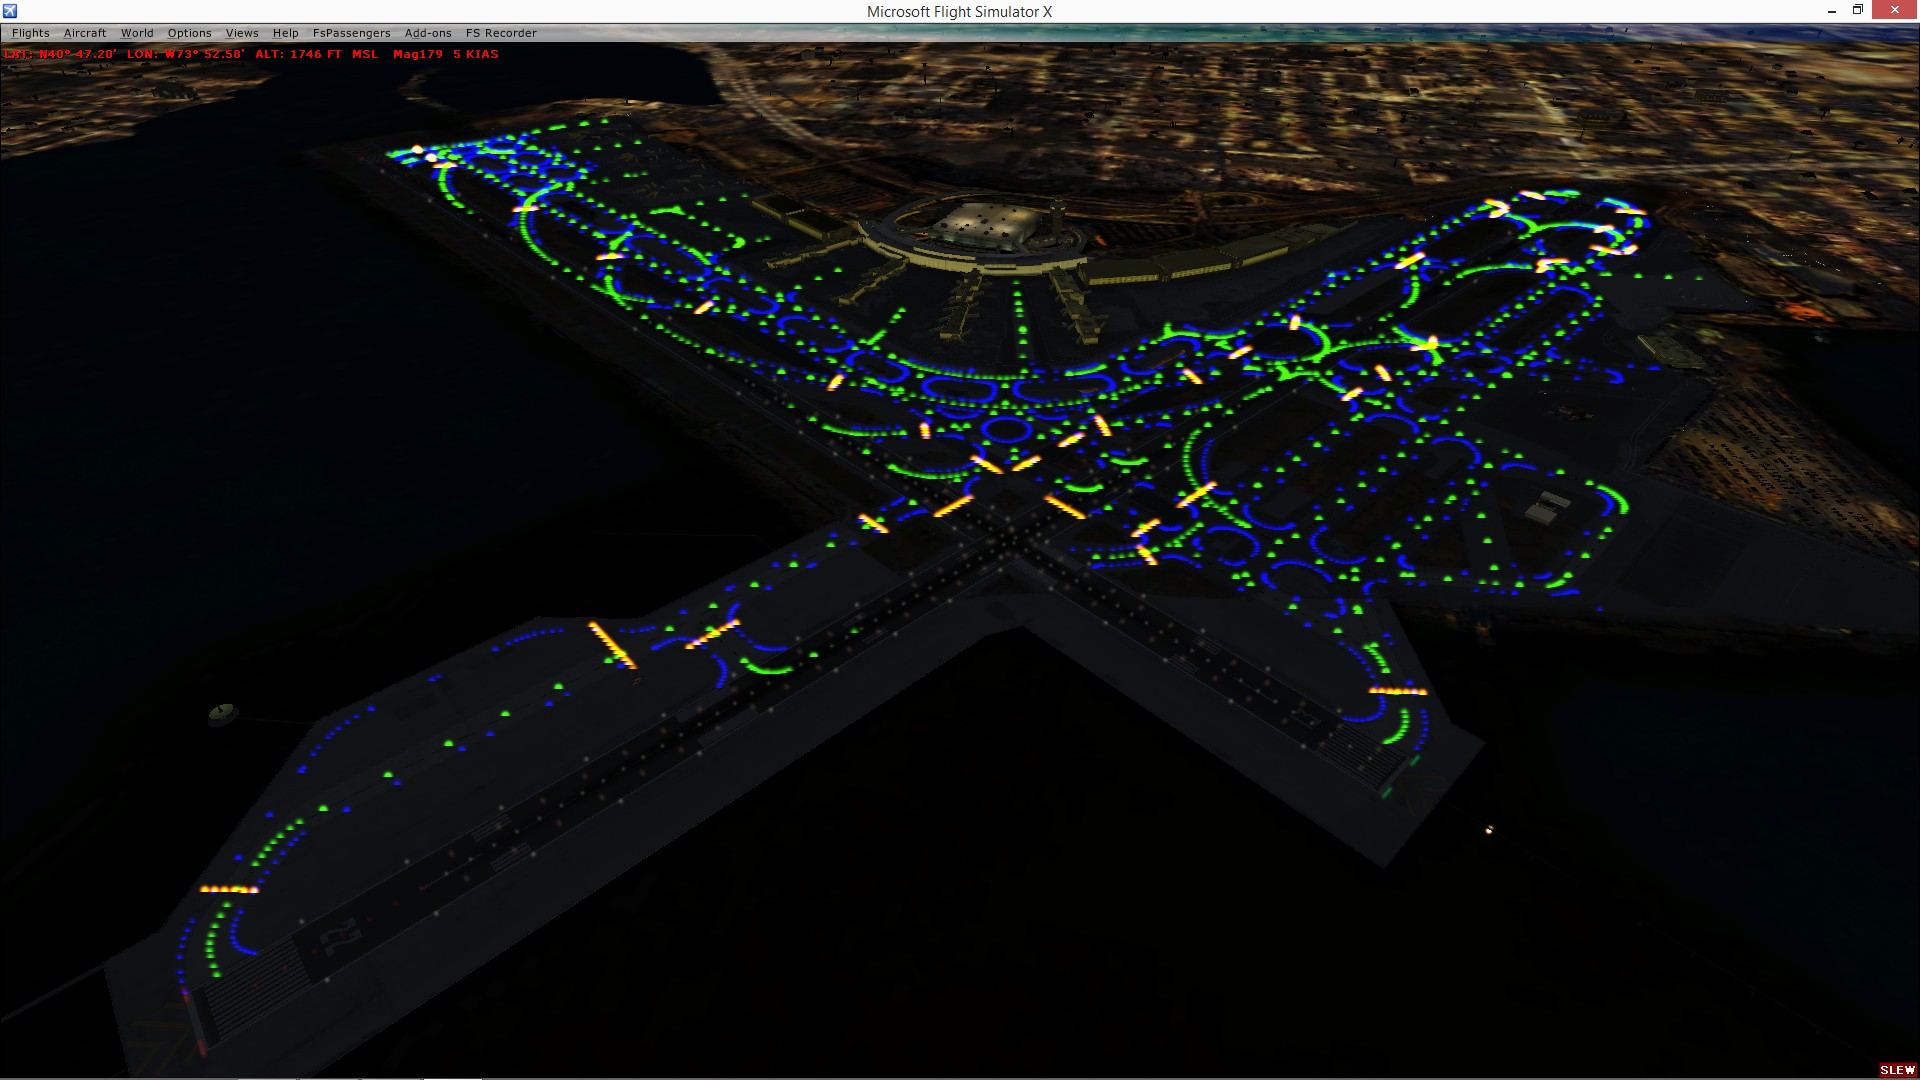 Microsoft Flight Simulator X
Flights Aircraft World Options Views Help FsPassengers Add-ons FS Recorder
LAT: N40° 47.20' LON: W73° 52.58' ALT: 1746 FT MSL Mag179 5 KIAS
22
SLEW